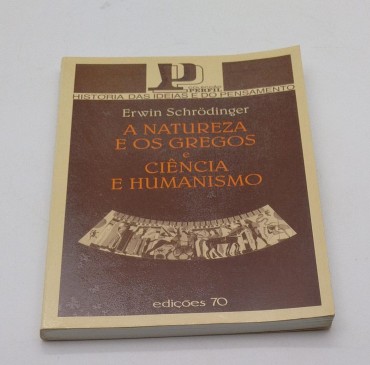 PERFIL
HISTÓRIA DAS IDEIAS E DO PENSAMENTO
Erwin Schrödinger
A NATUREZA
E OS GREGOS
e
CIÊNCIA
E HUMANISMO
edições 70